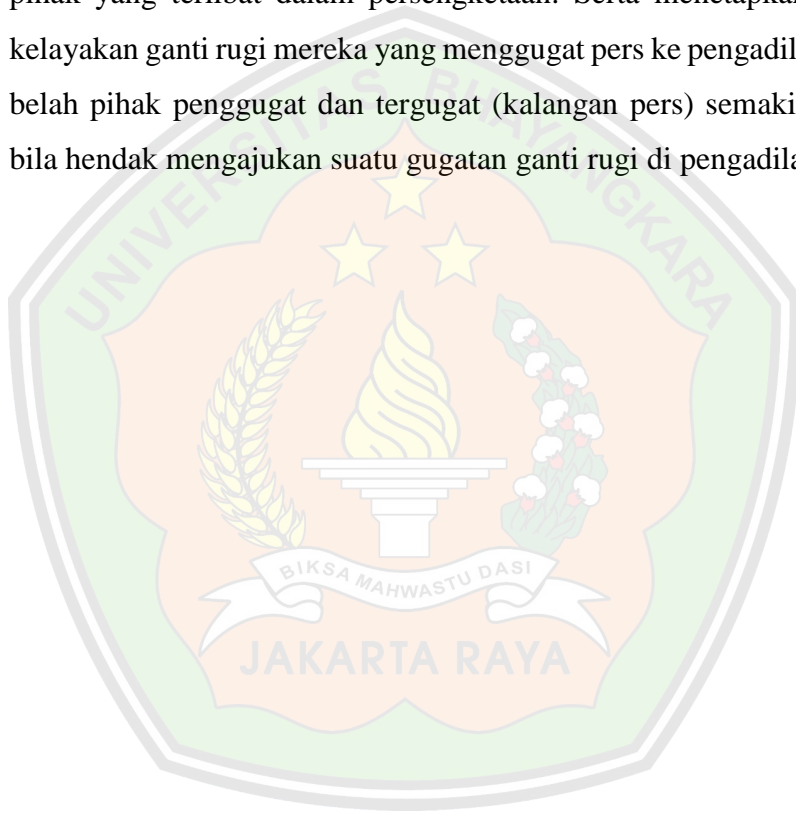 pihak yang terlibat dalam persengketaan. Serta menetapkan
kelayakan ganti rugi mereka yang menggugat pers ke pengadil
belah pihak penggugat dan tergugat (kalangan pers) semaki
bila hendak mengajukan suatu gugatan ganti rugi di pengadila
UNIVERSITAS BHAYANGKARA
BIKSA MAHWASTU DASI
JAKARTA RAYA